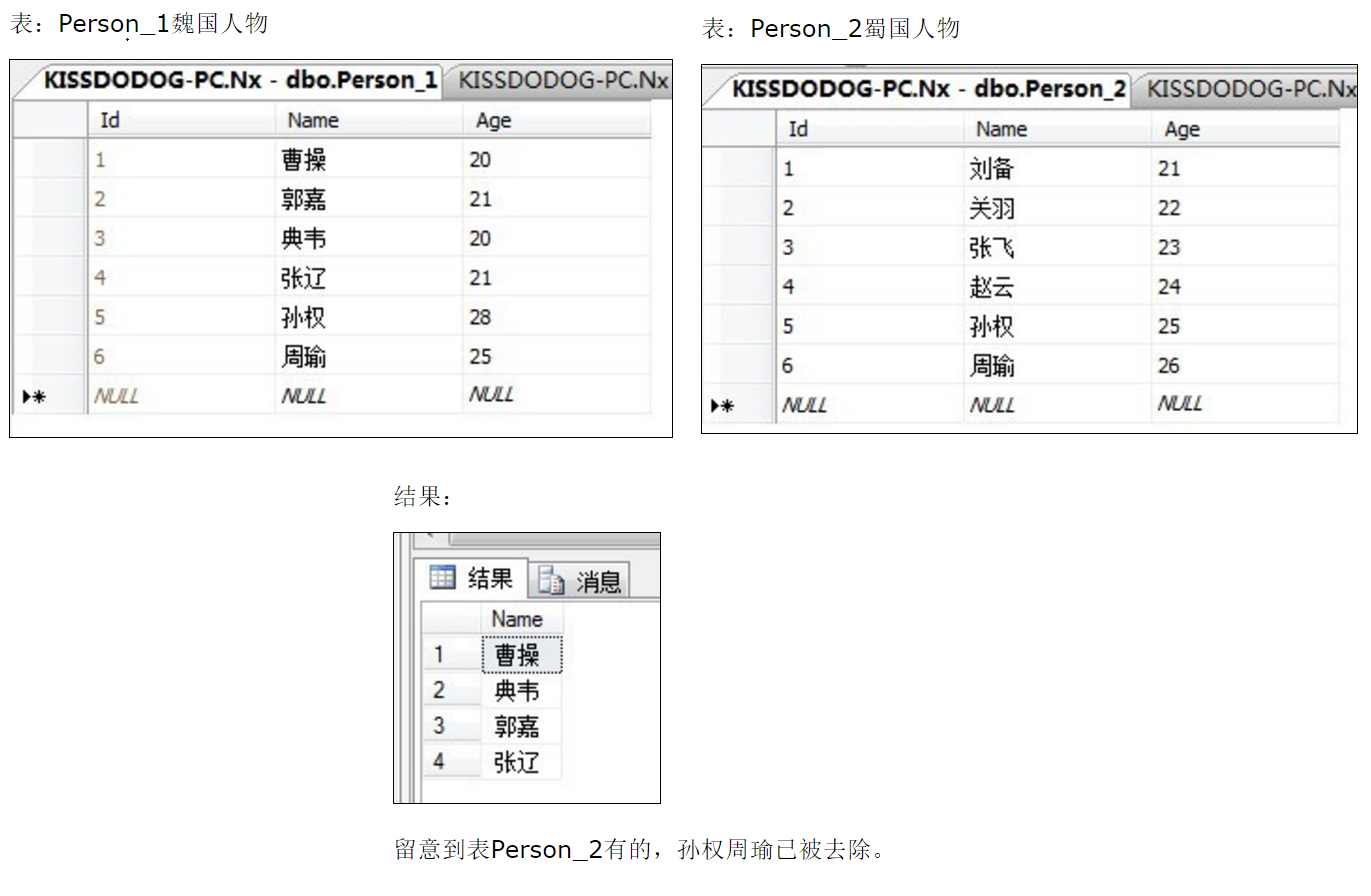 表：Person_1魏国人物
KISSDODOG-PC.Nx - dbo.Person_1 KISSDODOG-PC.Nx
Id Name Age
1 曹操 20
2 郭嘉 21
3 典韦 20
4 张辽 21
5 孙权 28
6 周瑜 25
NULL NULL NULL
表：Person_2蜀国人物
KISSDODOG-PC.Nx - dbo.Person_2 KISSDODOG-PC.Nx
Id Name Age
1 刘备 21
2 关羽 22
3 张飞 23
4 赵云 24
5 孙权 25
6 周瑜 26
NULL NULL NULL
结果：
结果 消息
Name
1 曹操
2 典韦
3 郭嘉
4 张辽
留意到表Person_2有的，孙权周瑜已被去除。